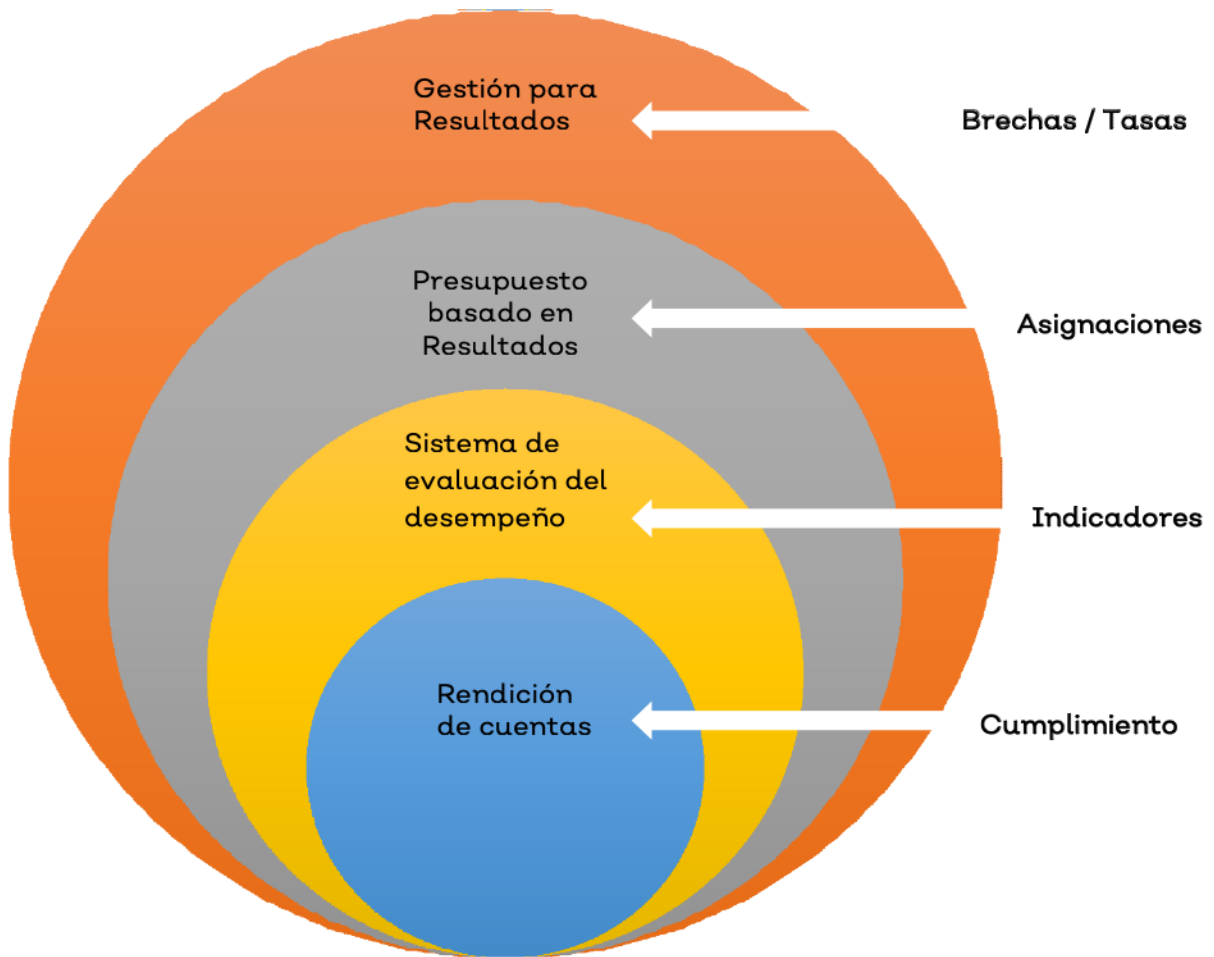 Gestión para
Resultados
Brechas / Tasas
Presupuesto
basado en
Resultados
Asignaciones
Sistema de
evaluación del
desempeño
Indicadores
Rendición
de cuentas
Cumplimiento